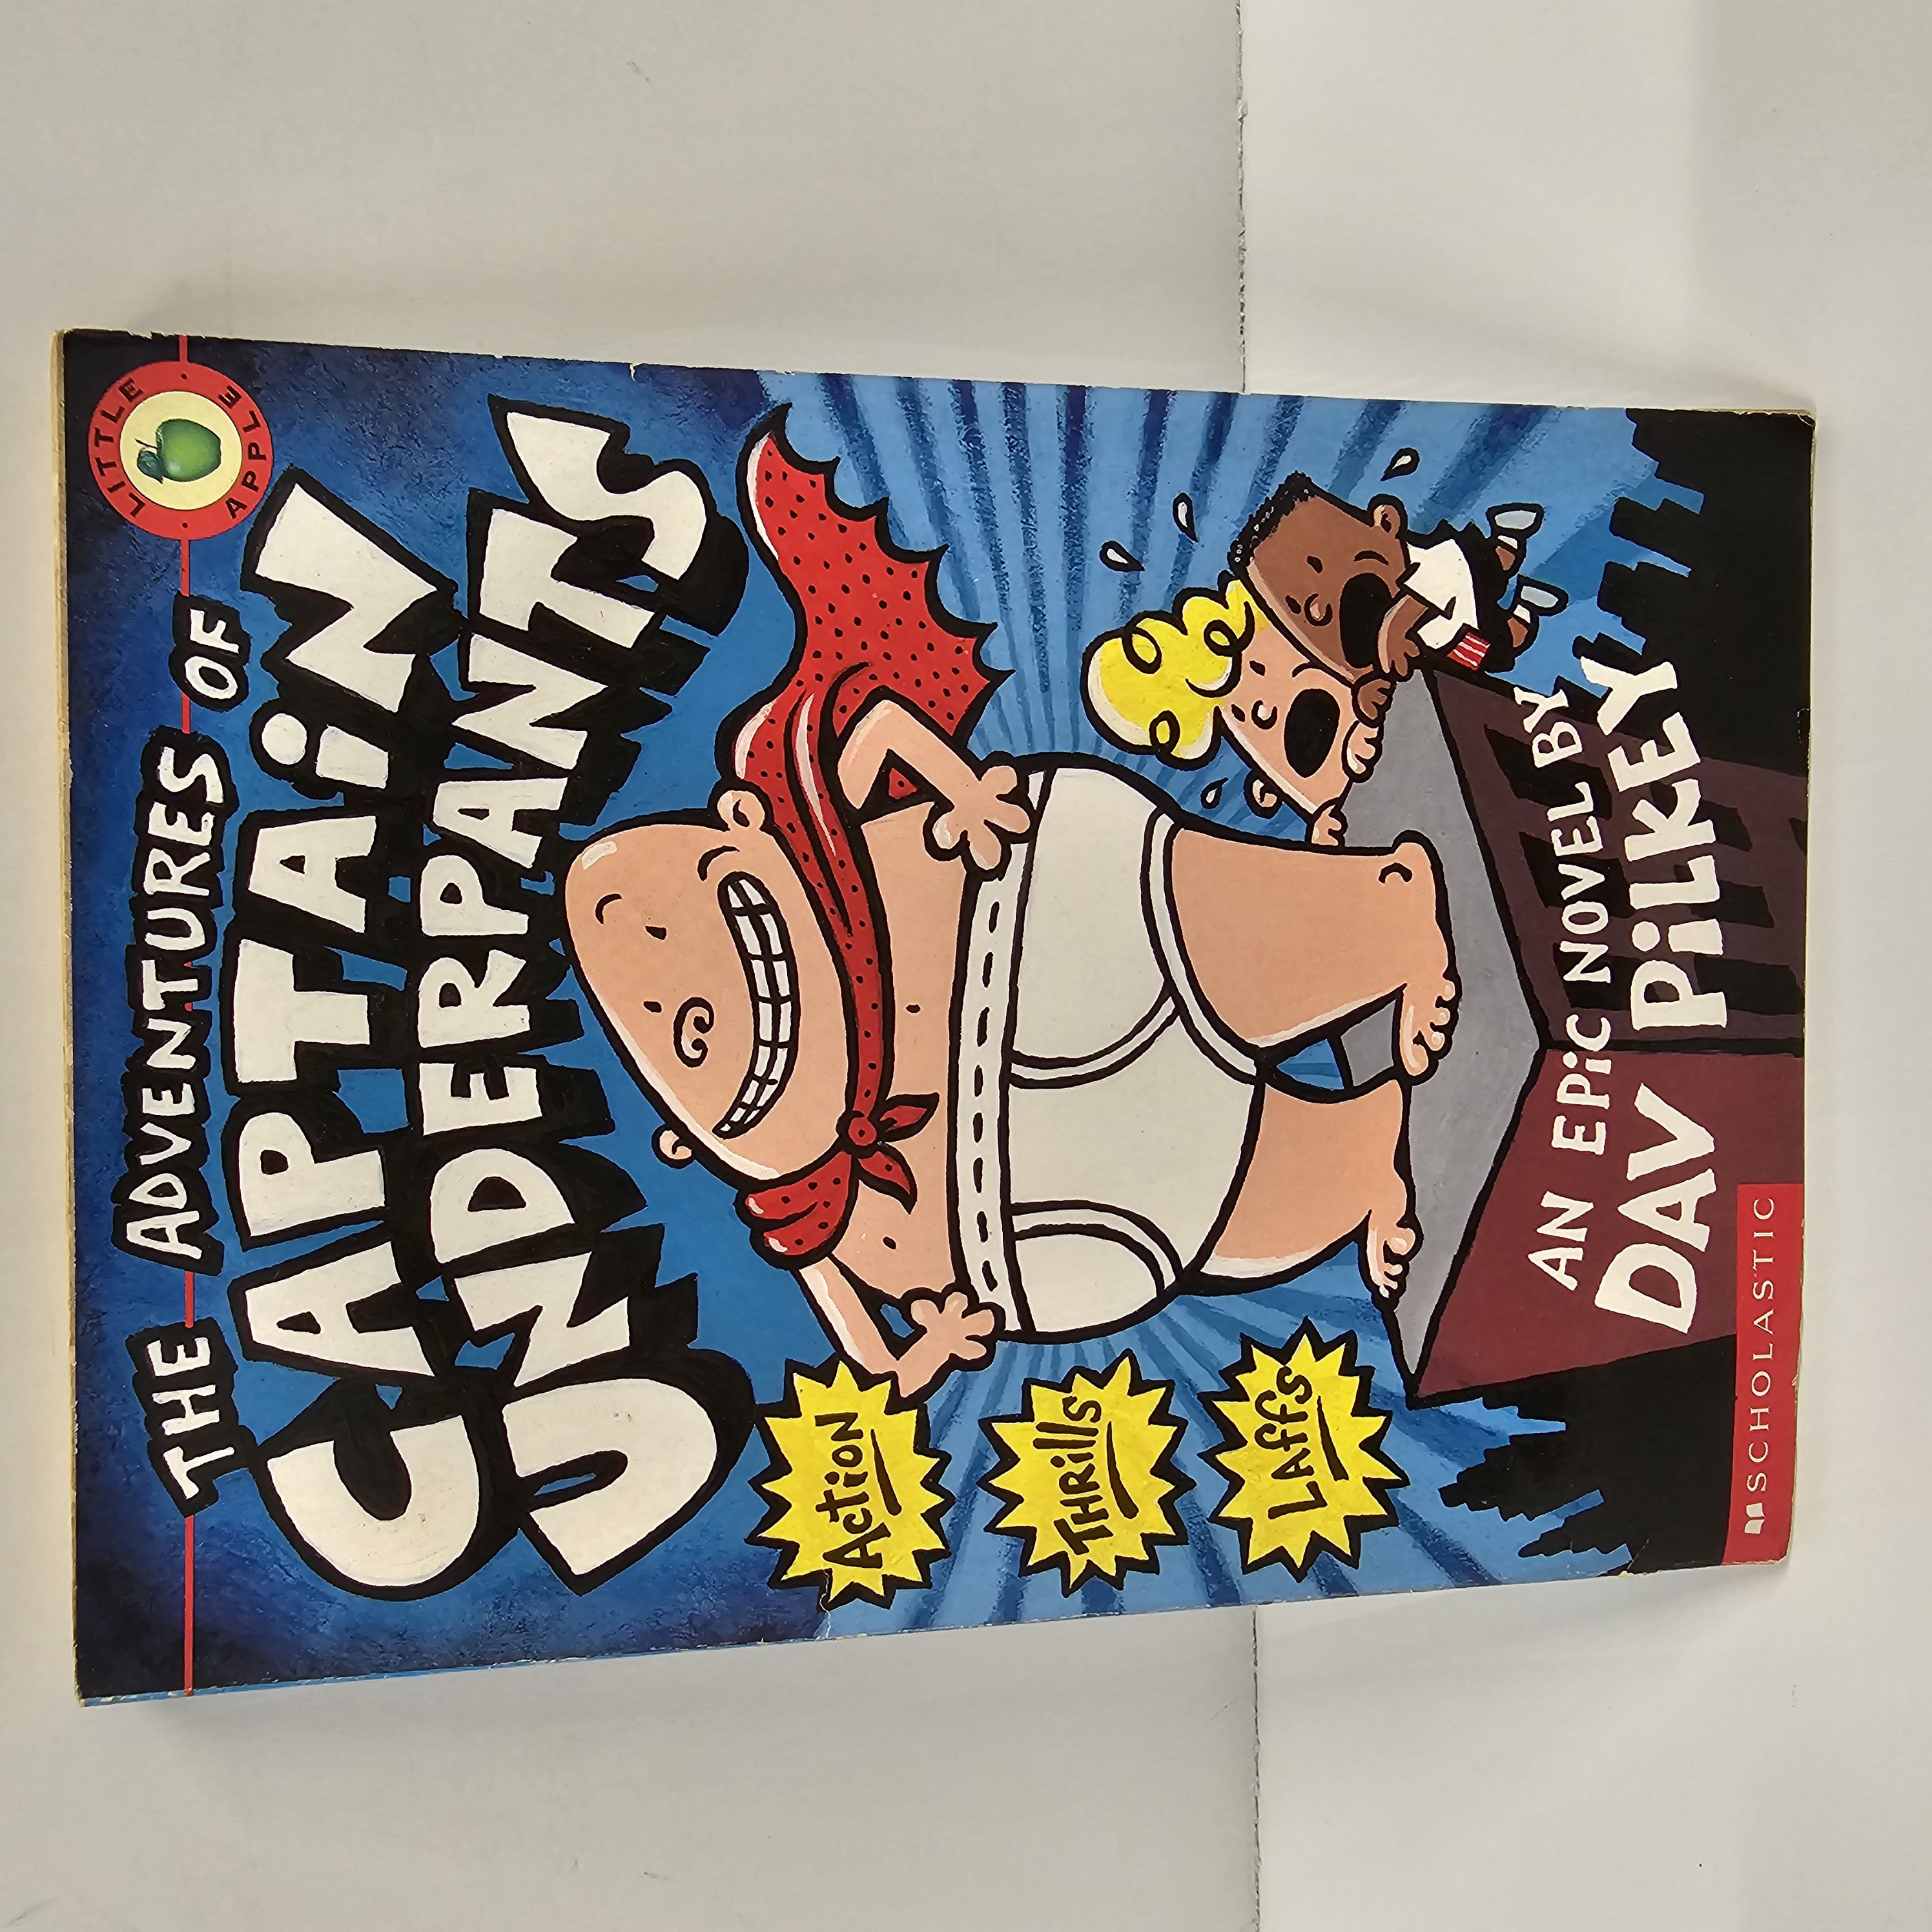 LITTLE
APPLE
THE ADVENTURES OF
CAPTAiN
UNDERPANTS
ACTiON
THRillS
LAffS
AN EPiC NOVEL BY
DAV PiLKEY
SCHOLASTIC